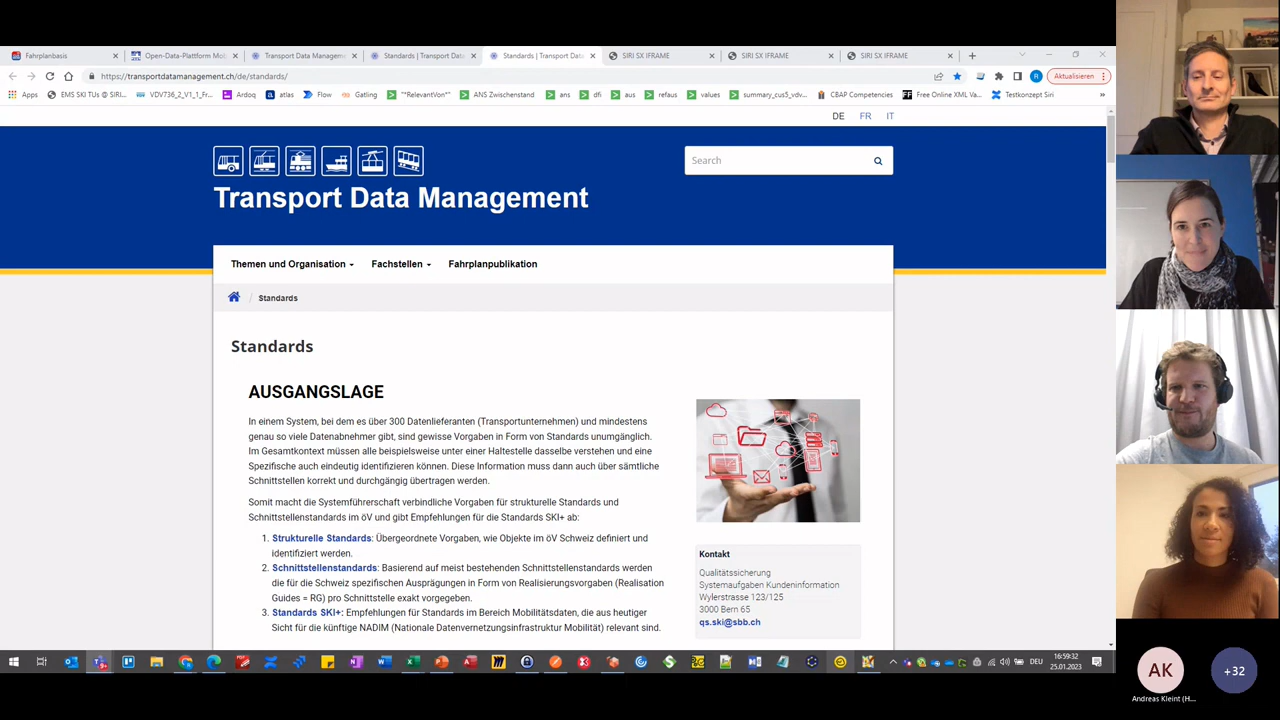 Fahrplanbasis
Open-Data-Plattform Mo
Transport Data Manageme
Standards | Transport Dat
Standards | Transport Da
SIRI SX IFRAME
SIRI SX IFRAME
SIRI SX IFRAME
https://transportdatamanagement.ch/de/standards/
Aktualisieren
Apps
EMS SKI TUs @ SIRI...
VDV736_2_V1_1_Fr...
Ardoq
atlas
Flow
Gatling
**RelevantVon**
ANS Zwischenstand
ans
dfi
aus
refaus
values
summary_cus5_vdv...
CBAP Competencies
Free Online XML Va...
Testkonzept Siri
DE FR IT
Search
Transport Data Management
Themen und Organisation
Fachstellen
Fahrplanpublikation
/ Standards
Standards
AUSGANGSLAGE
In einem System, bei dem es über 300 Datenlieferanten (Transportunternehmen) und mindestens
genau so viele Datenabnehmer gibt, sind gewisse Vorgaben in Form von Standards unumgänglich.
Im Gesamtkontext müssen alle beispielsweise unter einer Haltestelle dasselbe verstehen und eine
Spezifische auch eindeutig identifizieren können. Diese Information muss dann auch über sämtliche
Schnittstellen korrekt und durchgängig übertragen werden.
Somit macht die Systemführerschaft verbindliche Vorgaben für strukturelle Standards und
Schnittstellenstandards im öV und gibt Empfehlungen für die Standards SKI+ ab:
1. Strukturelle Standards: Übergeordnete Vorgaben, wie Objekte im öV Schweiz definiert und
identifiziert werden.
2. Schnittstellenstandards: Basierend auf meist bestehenden Schnittstellenstandards werden
die für die Schweiz spezifischen Ausprägungen in Form von Realisierungsvorgaben (Realisation
Guides = RG) pro Schnittstelle exakt vorgegeben.
3. Standards SKI+: Empfehlungen für Standards im Bereich Mobilitätsdaten, die aus heutiger
Sicht für die künftige NADIM (Nationale Datenvernetzungsinfrastruktur Mobilität) relevant sind.
Kontakt
Qualitätssicherung
Systemaufgaben Kundeninformation
Wylerstrasse 123/125
3000 Bern 65
qs.ski@sbb.ch
DEU
16:59:32
25.01.2023
AK
+32
Andreas Kleint (H...